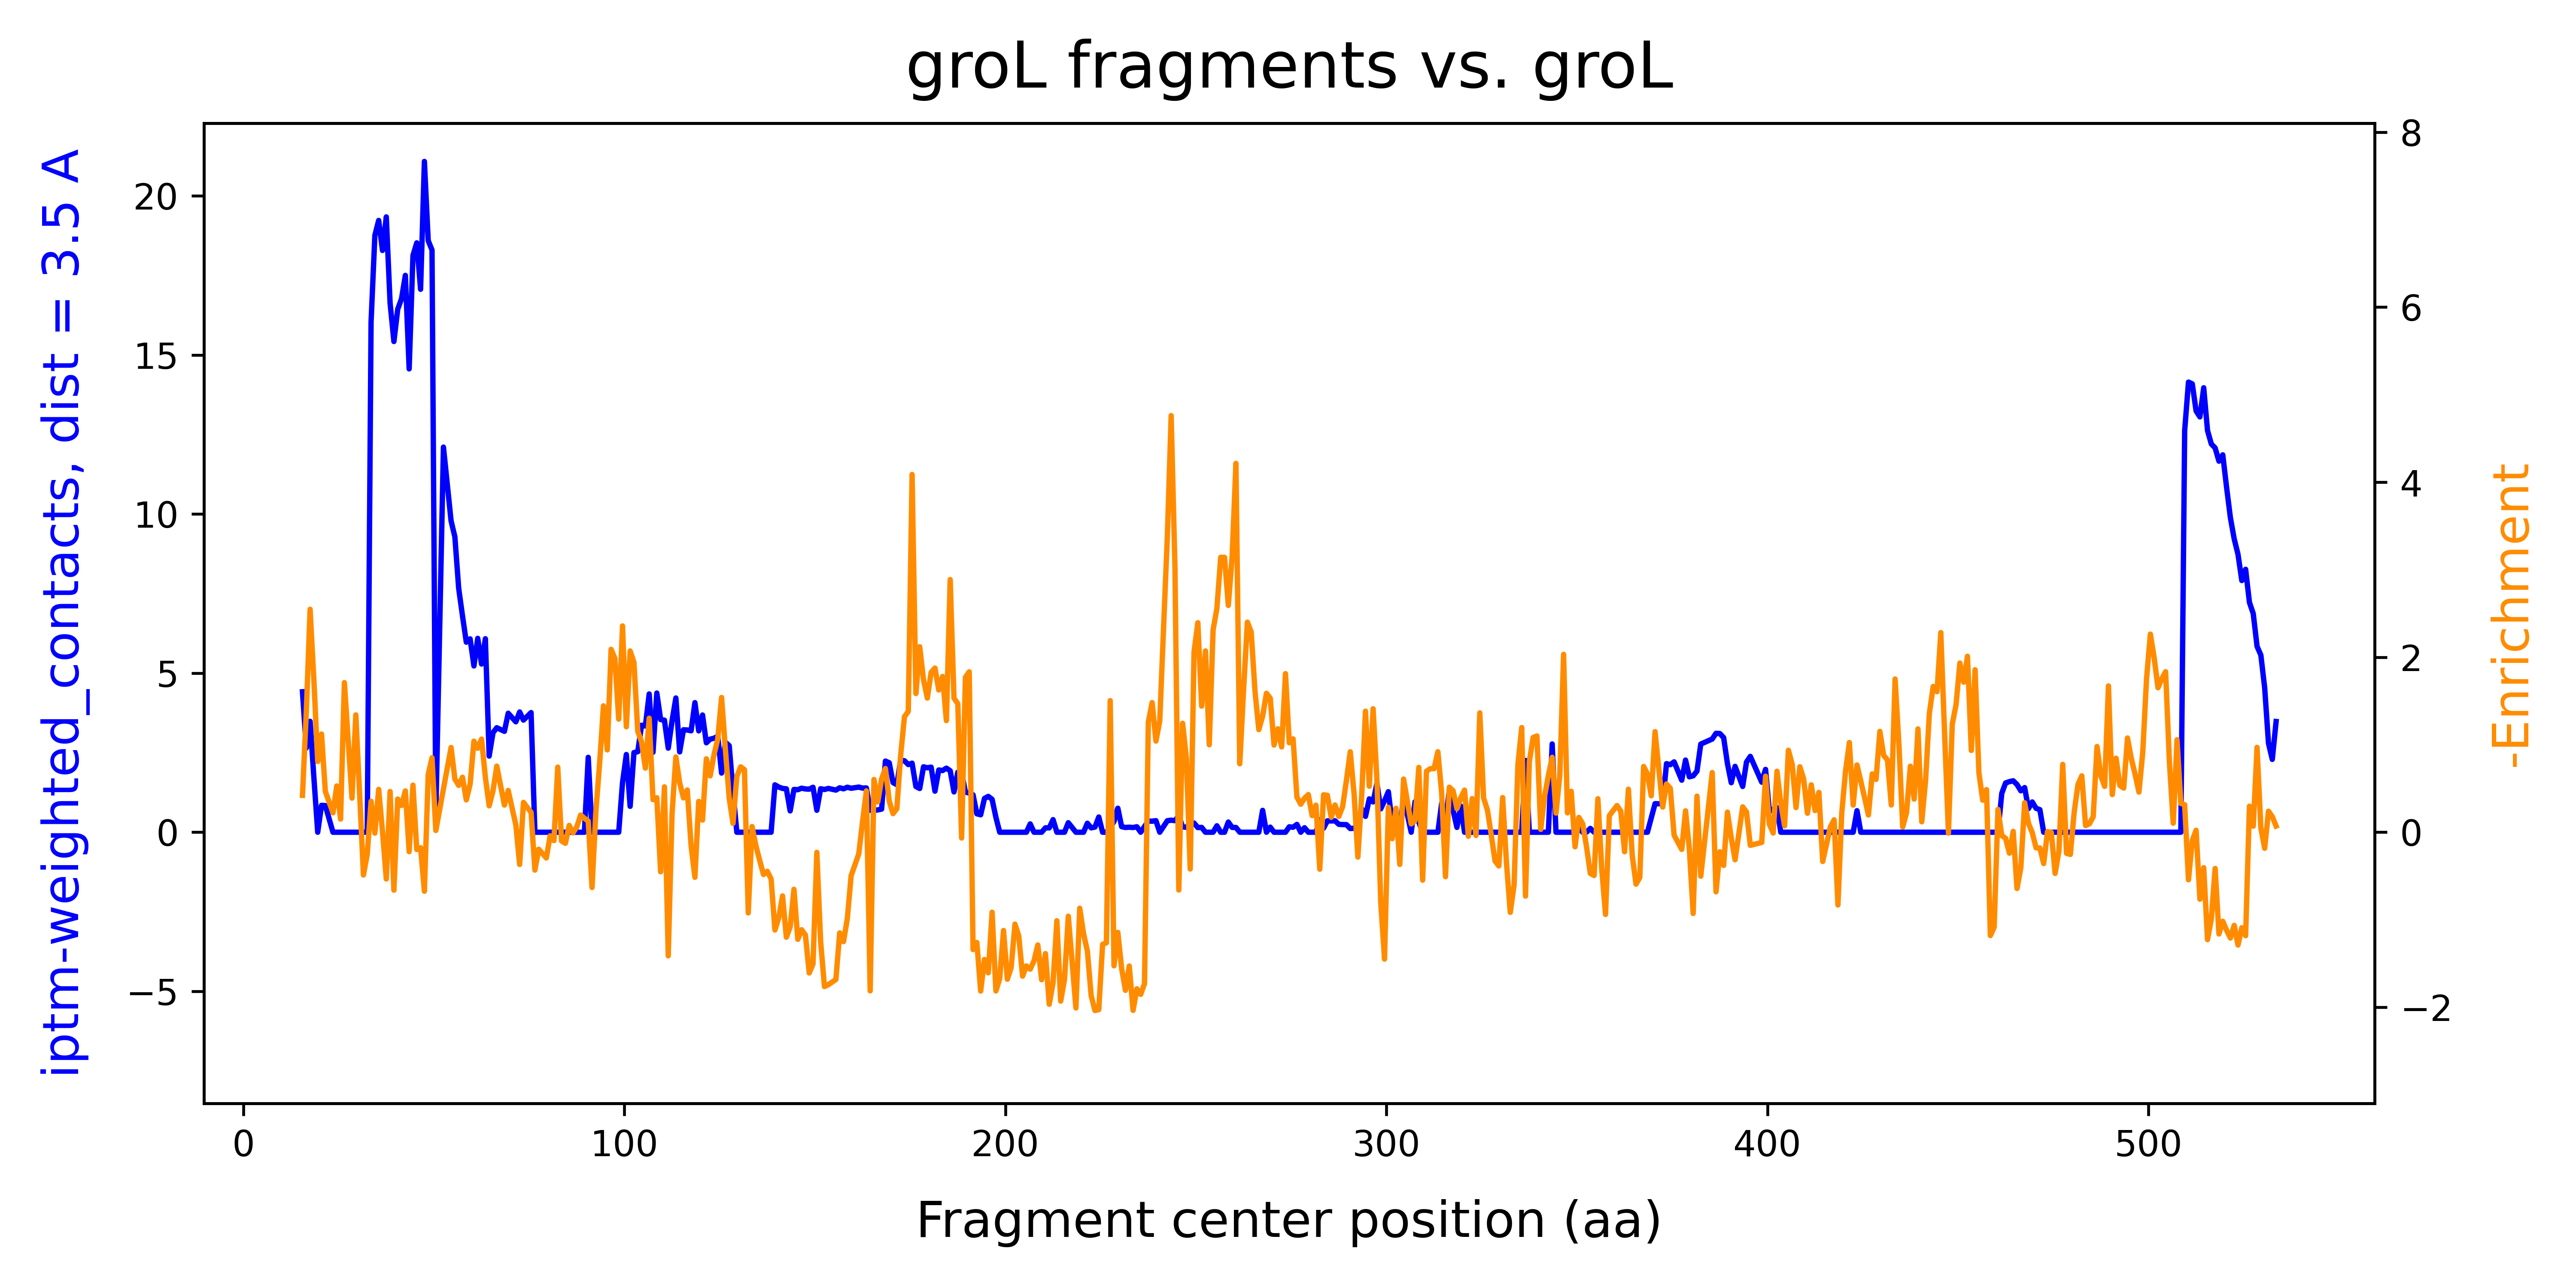 groL fragments vs. groL
iptm-weighted_contacts, dist = 3.5 A
20
15
10
5
0
−5
8
6
4
2
0
−2
-Enrichment
0 100 200 300 400 500
Fragment center position (aa)